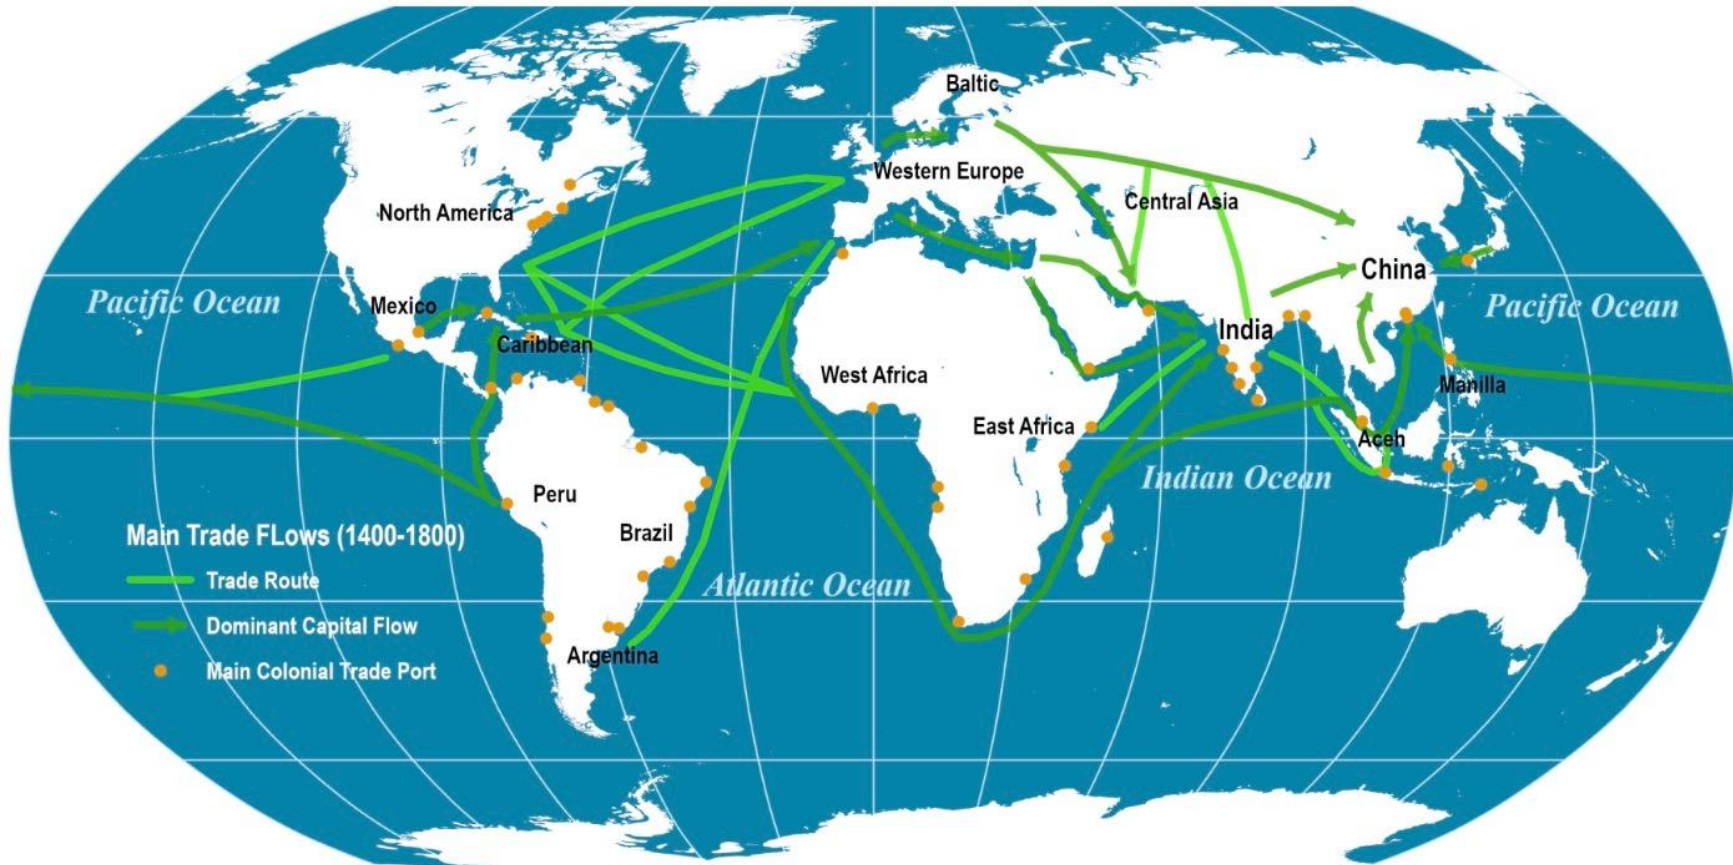 Baltic
Western Europe
North America
Central Asia
China
Pacific Ocean
Mexico
Pacific Ocean
India
Caribbean
West Africa
Manilla
East Africa
Aceh
Indian Ocean
Peru
Brazil
Main Trade FLows (1400-1800)
Trade Route
Atlantic Ocean
Dominant Capital Flow
Argentina
Main Colonial Trade Port